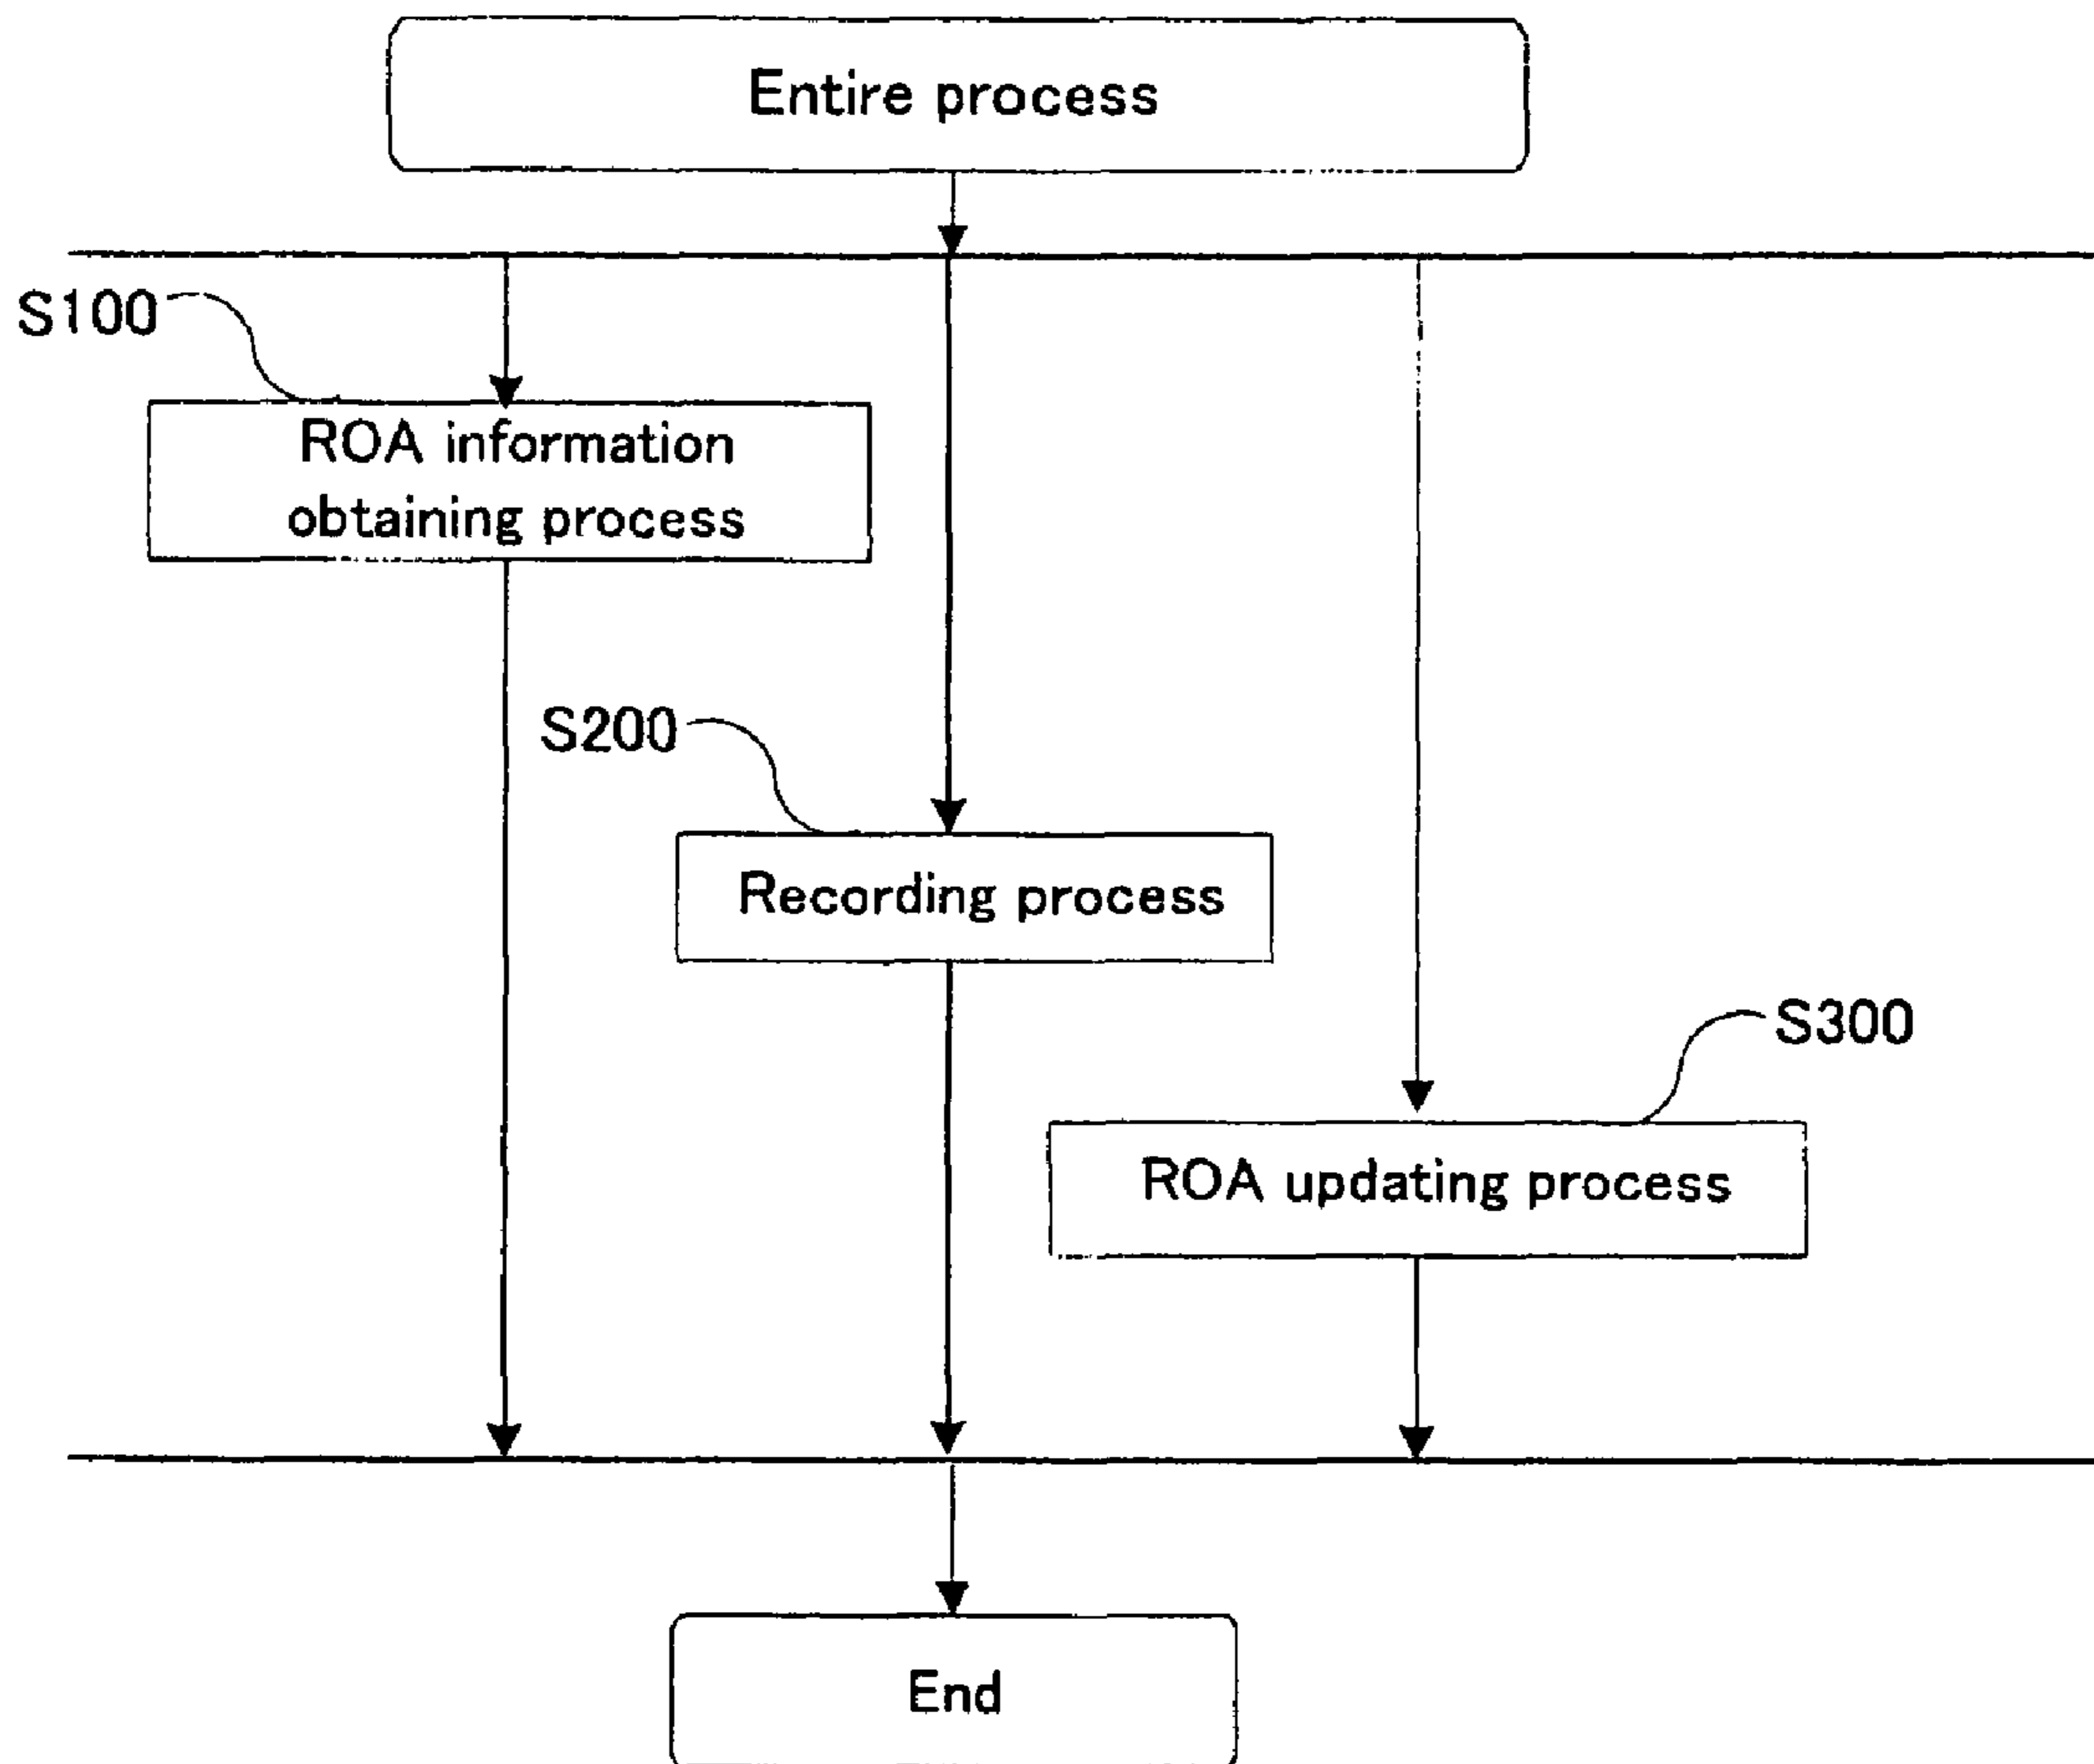 Entire process
S100
ROA information
obtaining process
S200
Recording process
S300
ROA updating process
End